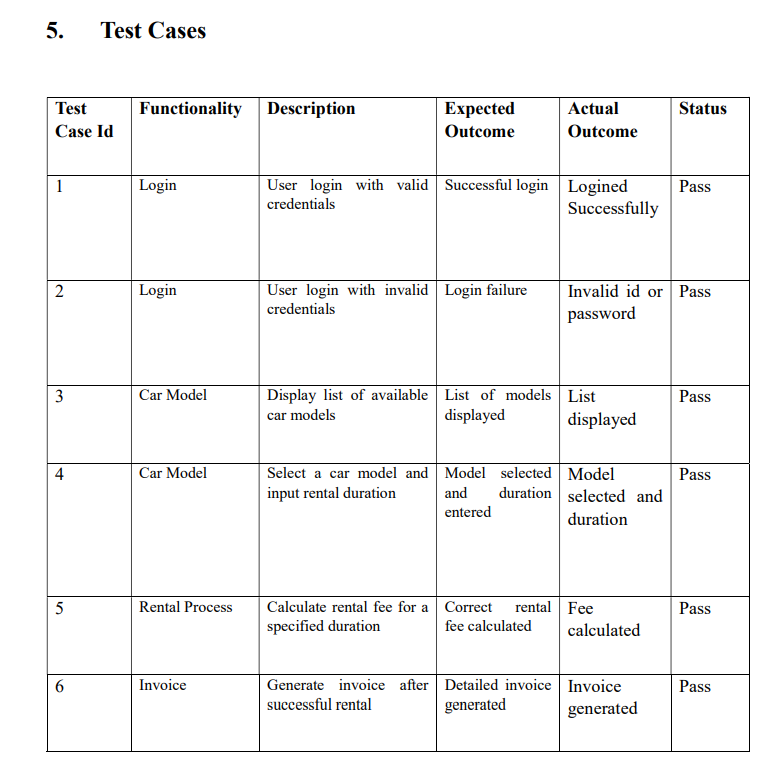 5. Test Cases
Test Functionality Description Expected Actual Status
Case Id Outcome Outcome
1 Login User login with valid Successful login Logined Pass
credentials Successfully
2 Login User login with invalid Login failure Invalid id or Pass
credentials password
3 Car Model Display list of available List of models List Pass
car models displayed displayed
4 Car Model Select a car model and Model selected Model Pass
input rental duration and duration selected and
entered duration
5 Rental Process Calculate rental fee for a Correct rental Fee Pass
specified duration fee calculated calculated
6 Invoice Generate invoice after Detailed invoice Invoice Pass
successful rental generated generated